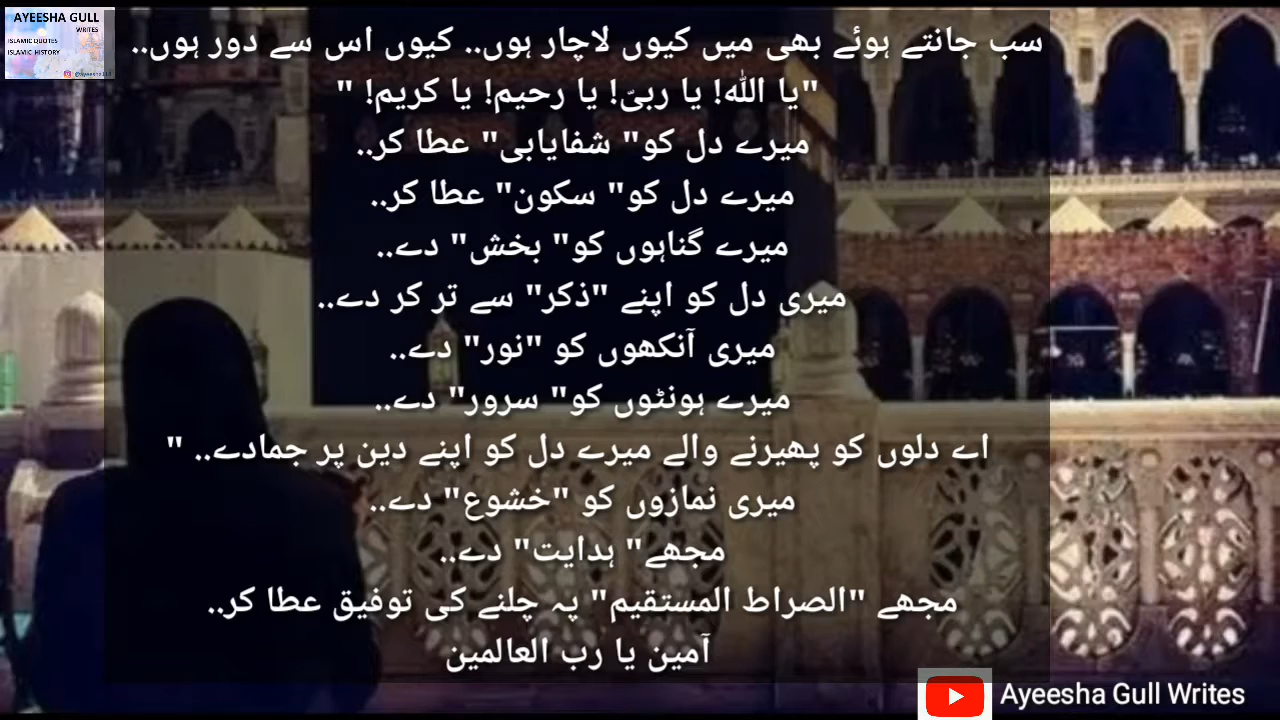 AYEESHA GULL
WRITES
ISLAMIC QUOTES
ISLAMIC HISTORY
سب جانتے ہوئے بھی میں کیوں لاچار ہوں.. کیوں اس سے دور ہوں..
"یا اللہ! یا ربیّ! یا رحیم! یا کریم! "
میرے دل کو" شفایابی" عطا کر..
میرے دل کو" سکون" عطا کر..
میرے گناہوں کو" بخش" دے..
میری دل کو اپنے "ذکر" سے تر کر دے..
میری آنکھوں کو "نور" دے..
میرے ہونٹوں کو" سرور" دے..
اے دلوں کو پھیرنے والے میرے دل کو اپنے دین پر جمادے.. "
میری نمازوں کو "خشوع" دے..
مجھے" ہدایت" دے..
مجھے "الصراط المستقیم" پہ چلنے کی توفیق عطا کر..
آمین یا رب العالمین
Ayeesha Gull Writes